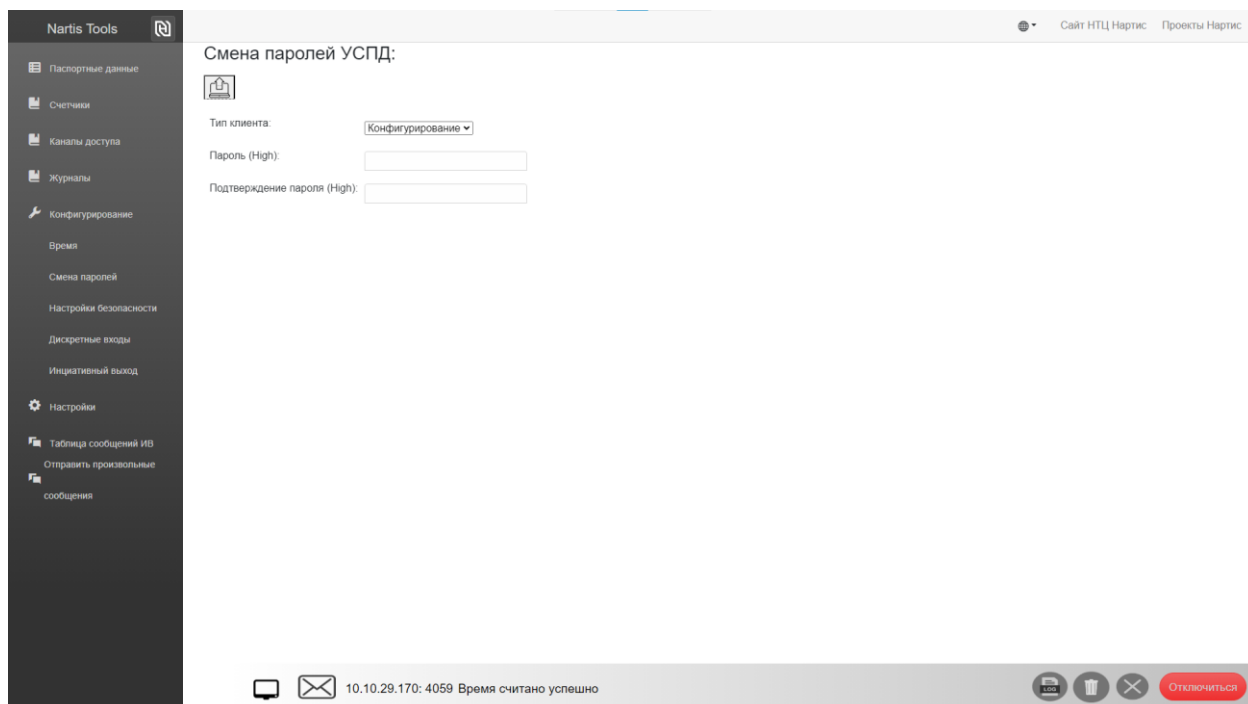 Nartis Tools
Сайт НТЦ Нартис Проекты Нартис
Паспортные данные
Счетчики
Каналы доступа
Журналы
Конфигурирование
Время
Смена паролей
Настройки безопасности
Дискретные входы
Инициативный выход
Настройки
Таблица сообщений ИВ
Отправить произвольные
сообщения
Смена паролей УСПД:
Тип клиента:
Конфигурирование
Пароль (High):
Подтверждение пароля (High):
10.10.29.170: 4059 Время считано успешно
LOG
Отключиться